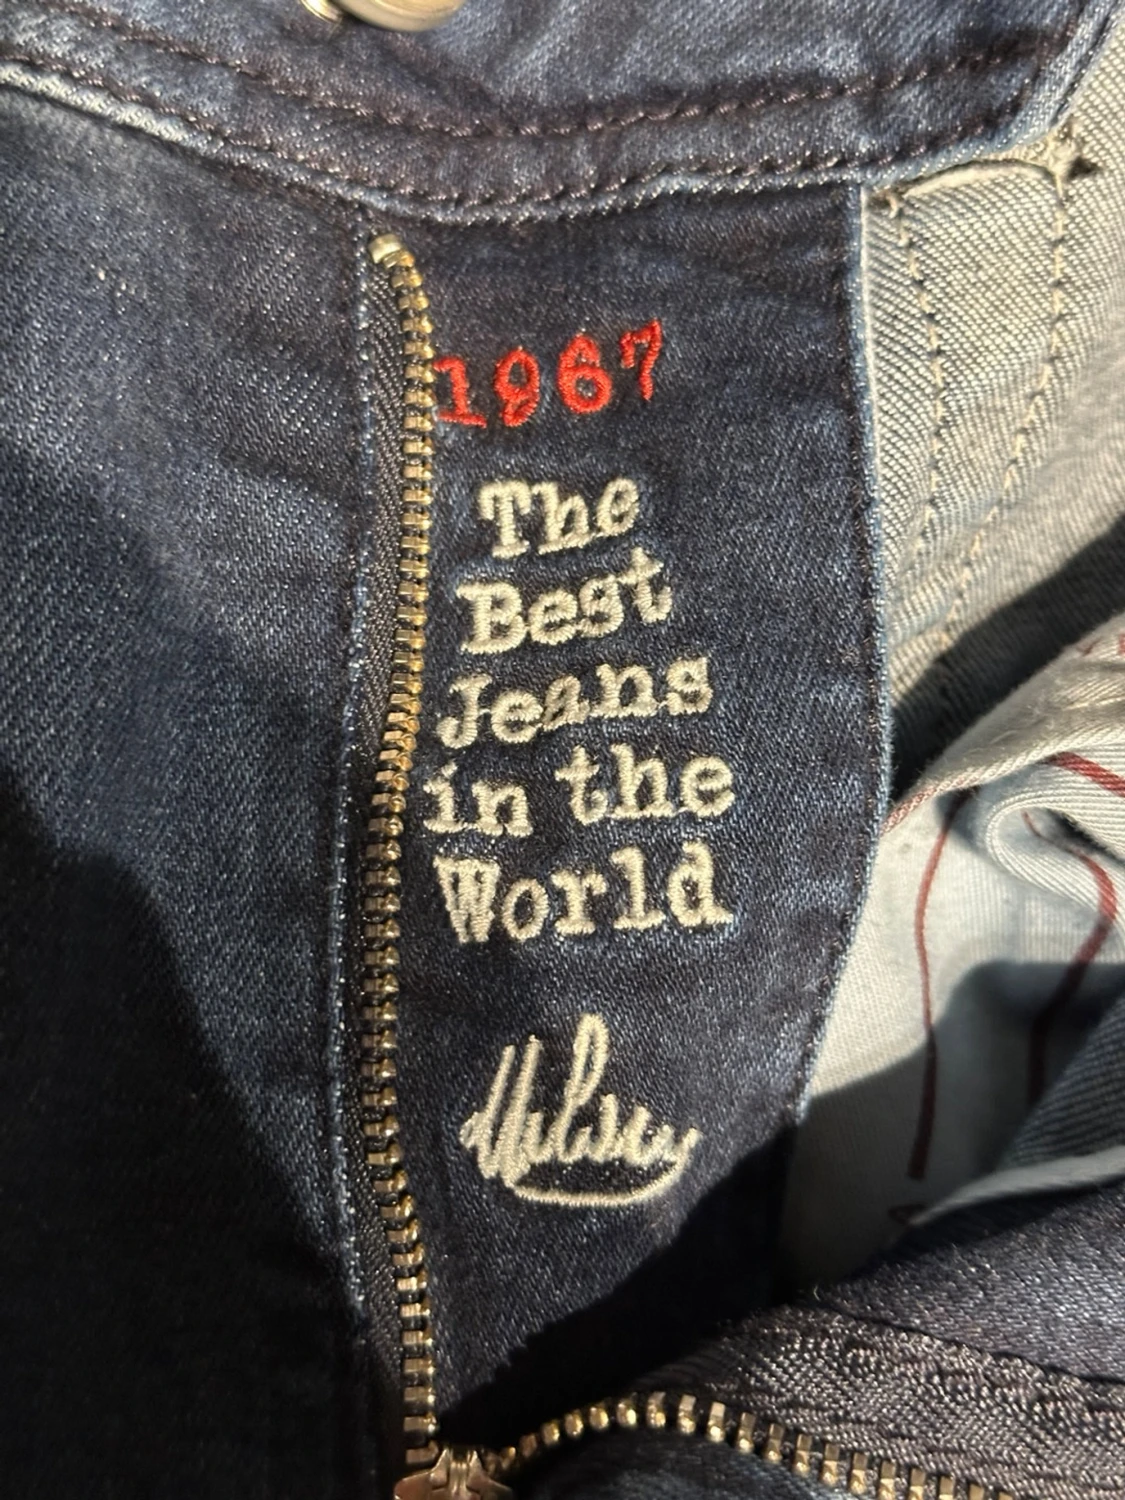 1967
The
Best
Jeans
in the
World